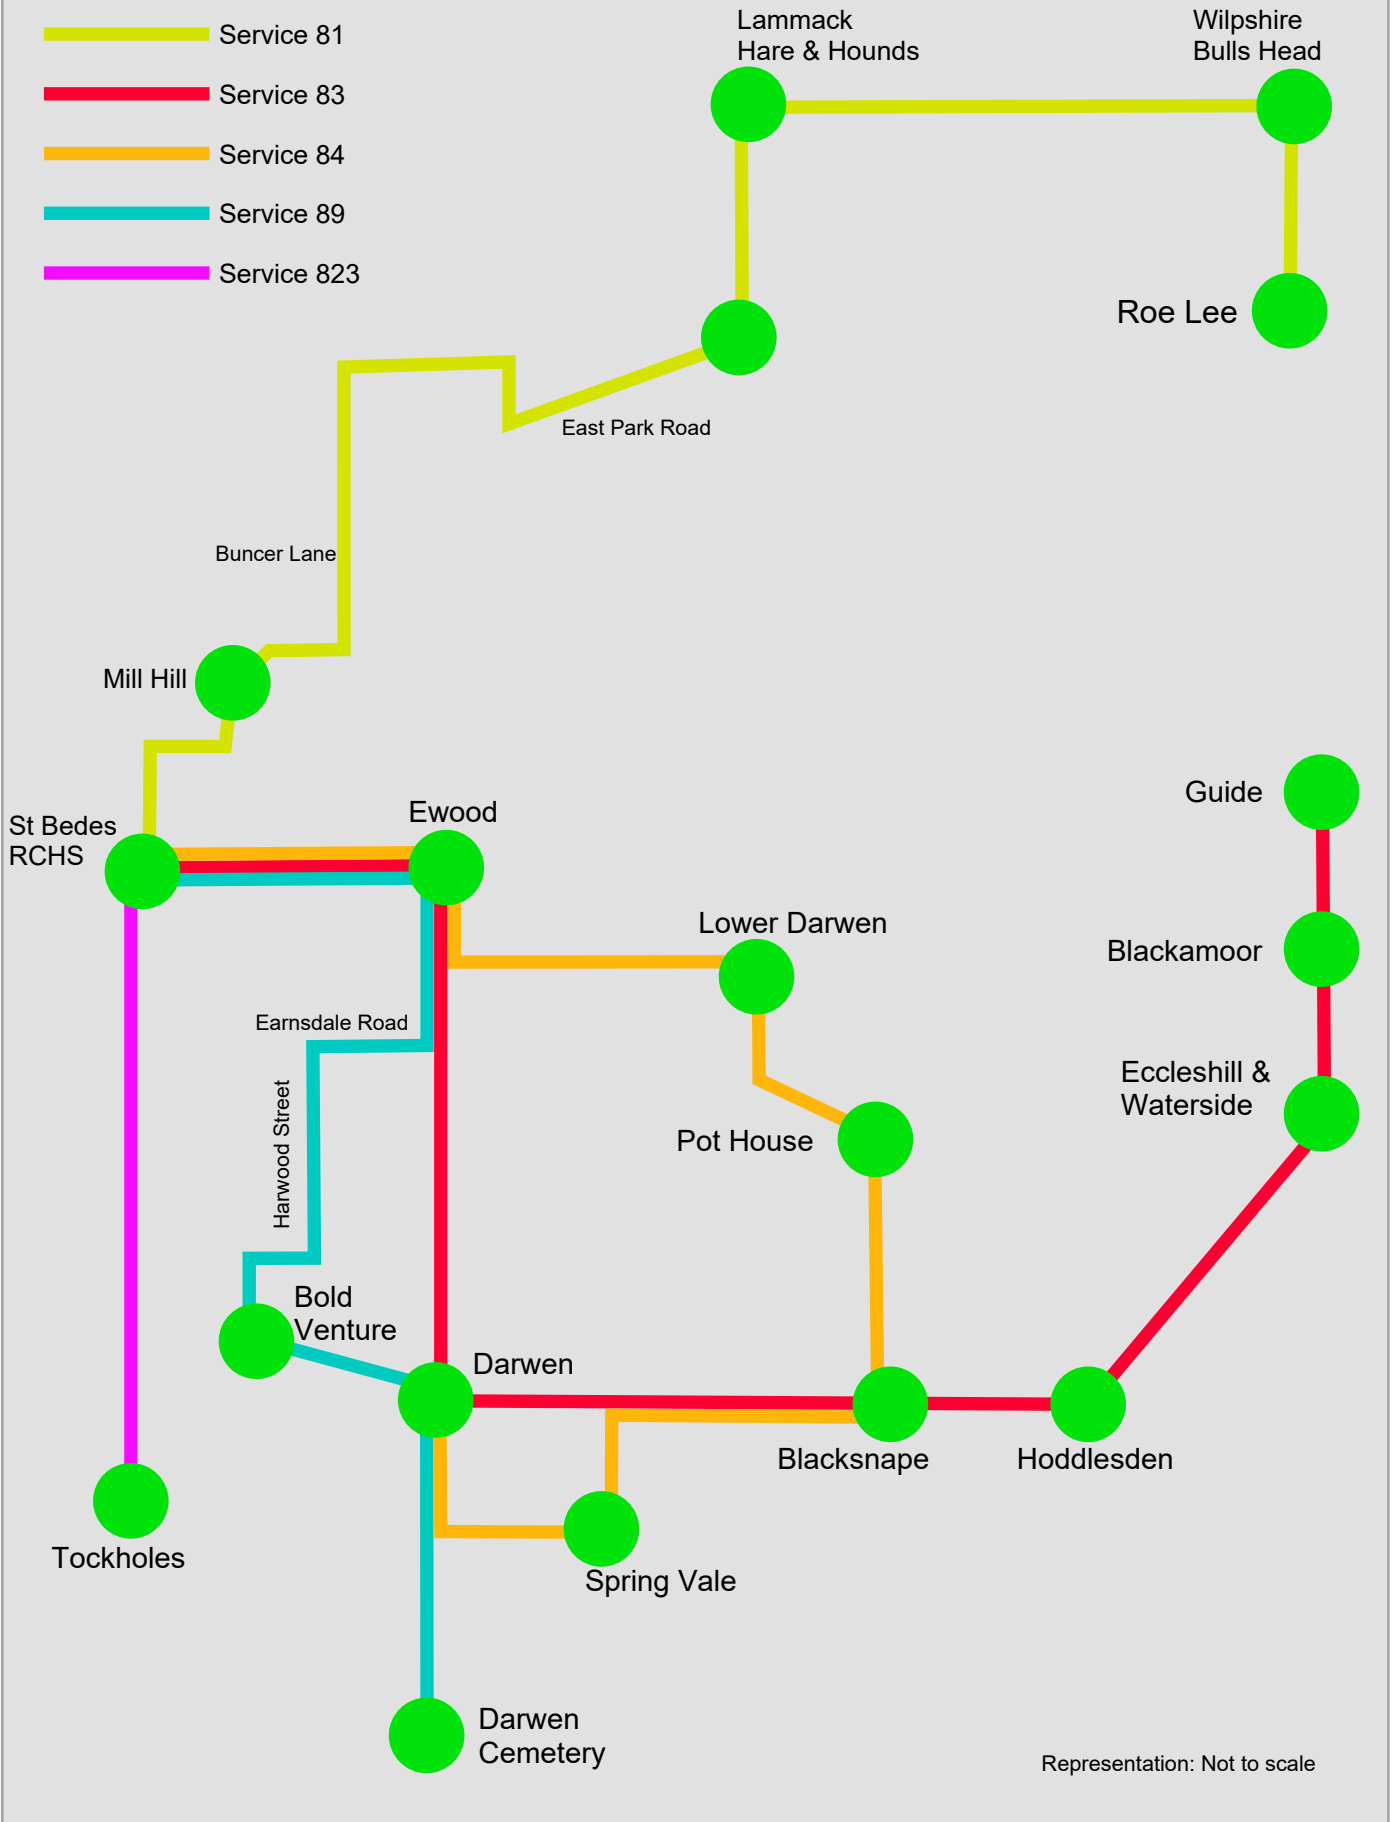 Service 81
Service 83
Service 84
Service 89
Service 823
Lammack
Hare & Hounds
Wilpshire
Bulls Head
Roe Lee
East Park Road
Buncer Lane
Mill Hill
St Bedes
RCHS
Ewood
Guide
Lower Darwen
Blackamoor
Earnsdale Road
Harwood Street
Eccleshill &
Waterside
Pot House
Bold
Venture
Darwen
Blacksnape
Hoddlesden
Tockholes
Spring Vale
Darwen
Cemetery
Representation: Not to scale